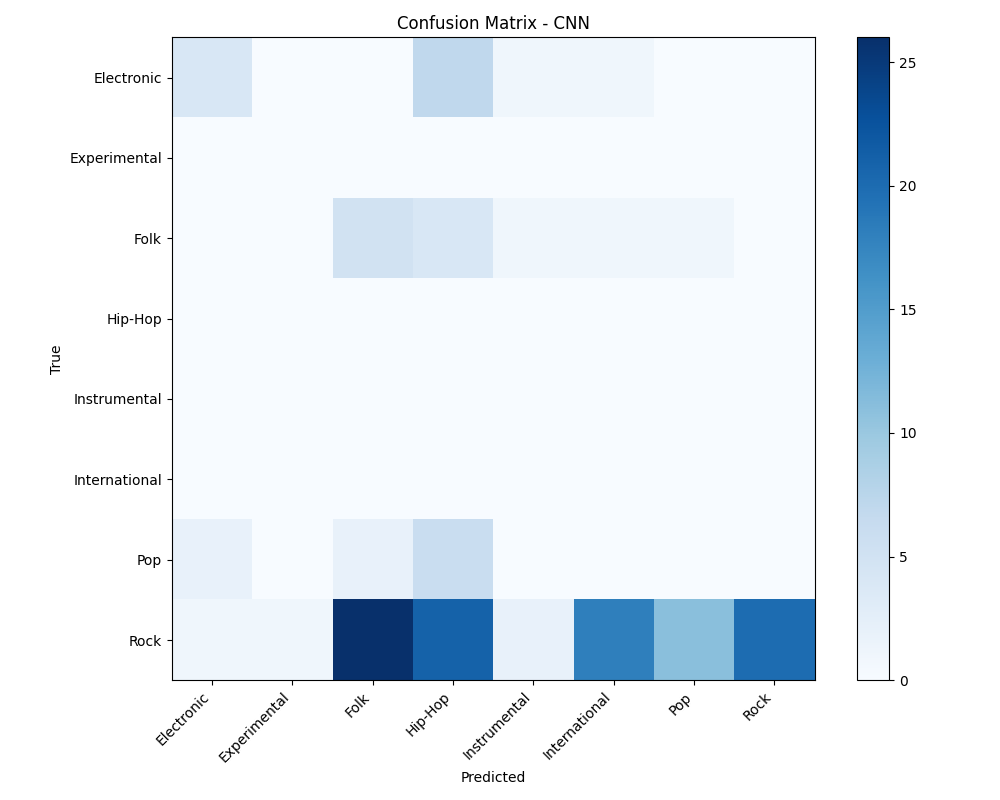 Confusion Matrix - CNN
True
Electronic
Experimental
Folk
Hip-Hop
Instrumental
International
Pop
Rock
Electronic
Experimental
Folk
Hip-Hop
Instrumental
International
Pop
Rock
Predicted
25
20
15
10
5
0